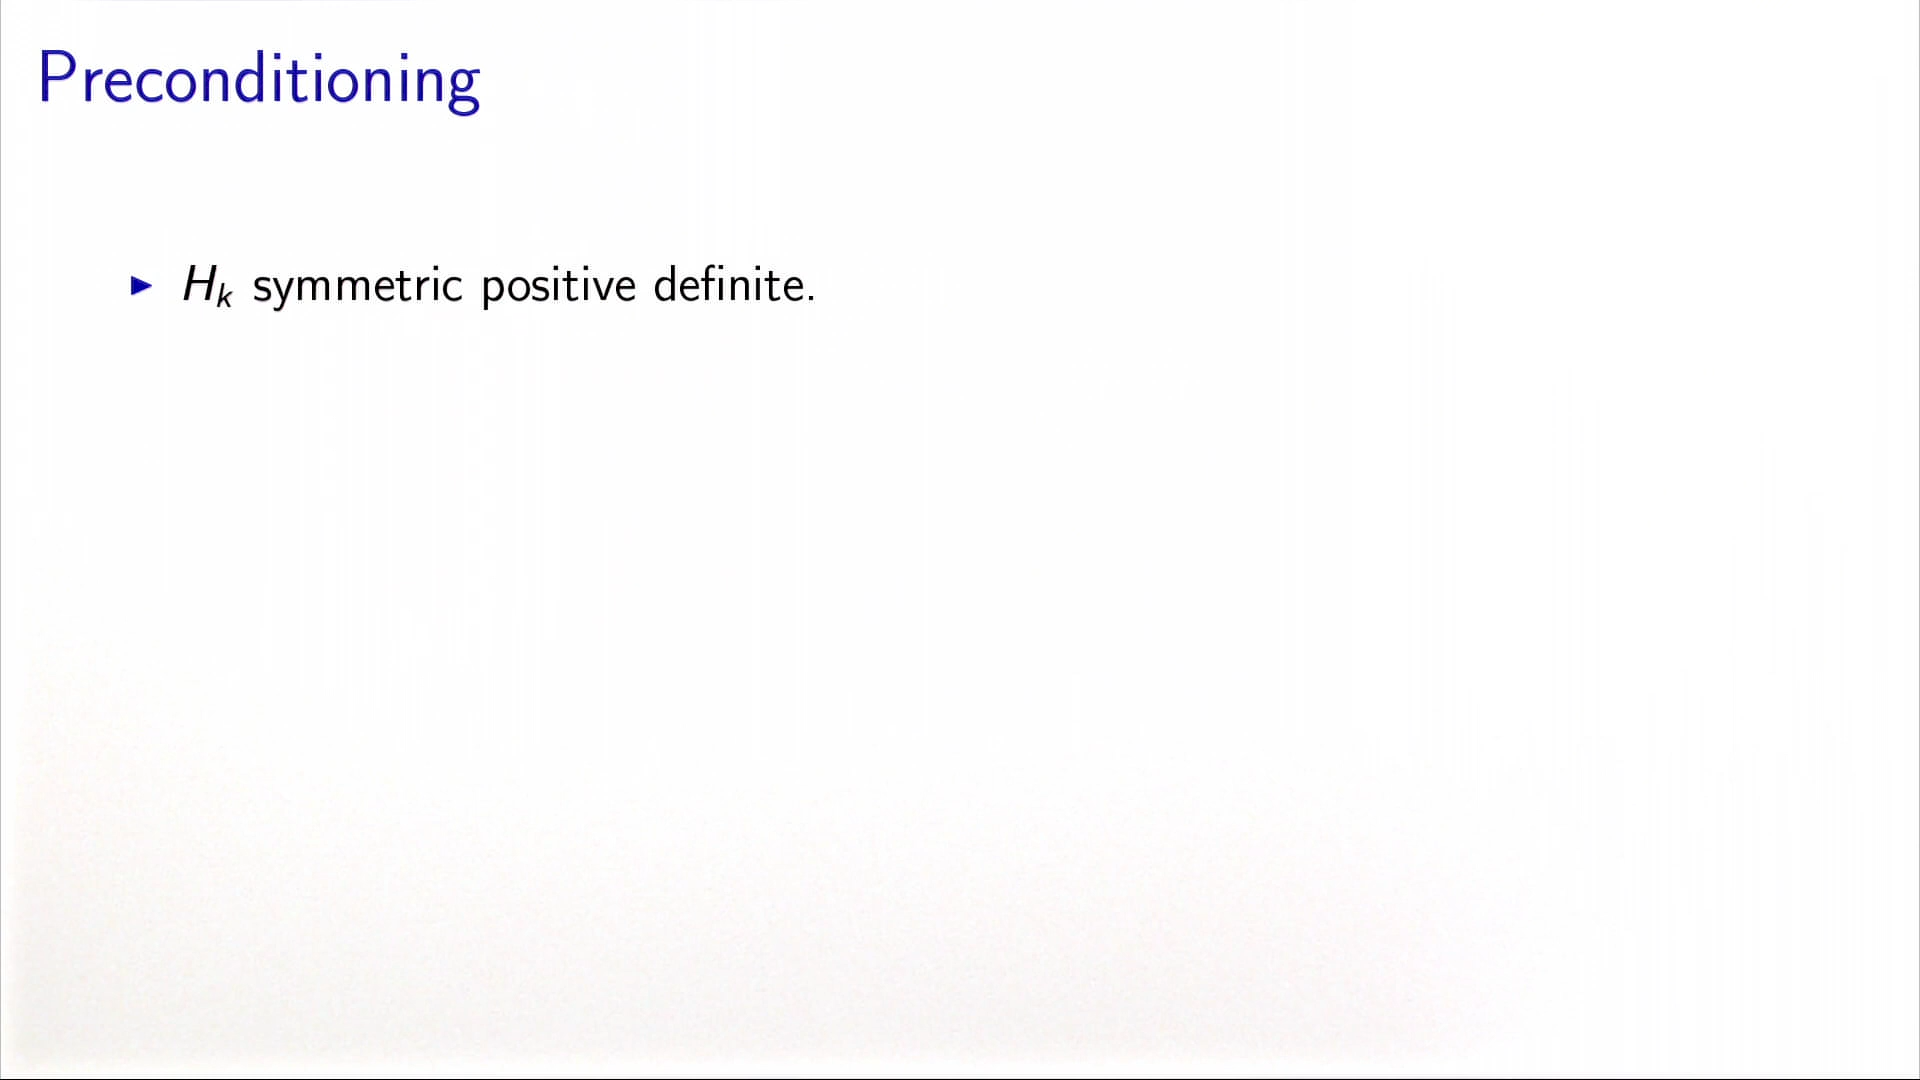 Preconditioning
▶ H_k symmetric positive definite.